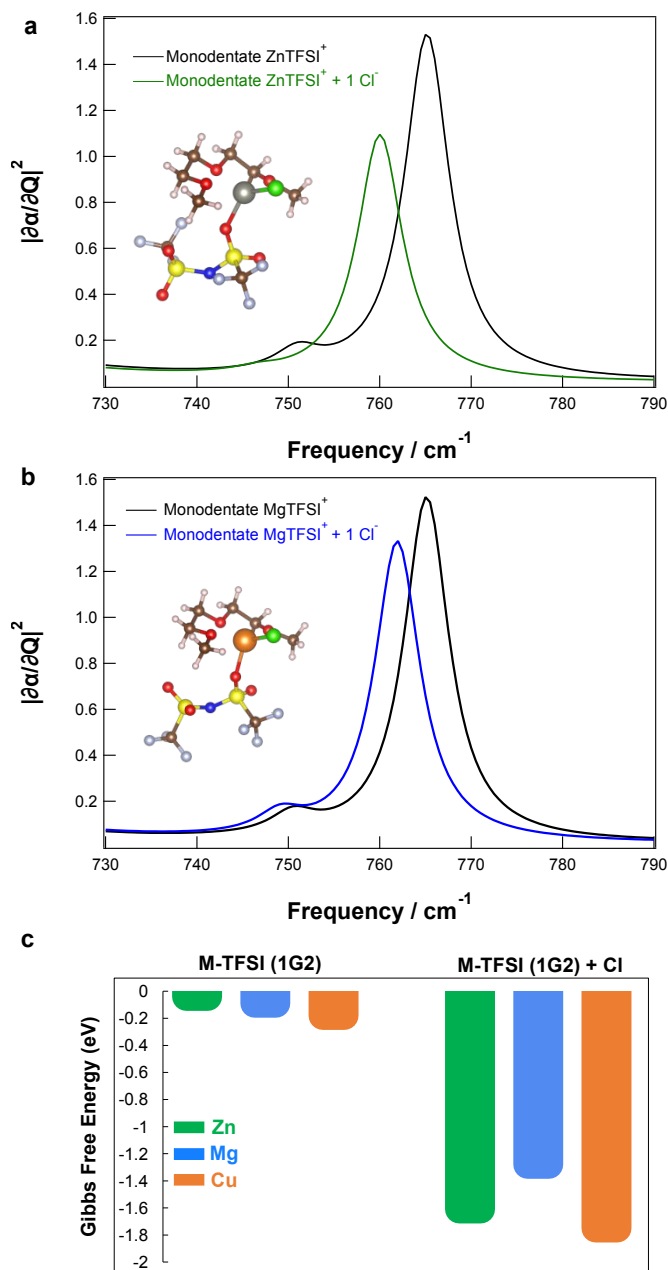 a
1.6
1.4
1.2
1.0
0.8
0.6
0.4
0.2
|∂α/∂Q|²
Monodentate ZnTFSI⁺
Monodentate ZnTFSI⁺ + 1 Cl⁻
730
740
750
760
770
780
790
Frequency / cm⁻¹
b
1.6
1.4
1.2
1.0
0.8
0.6
0.4
0.2
|∂α/∂Q|²
Monodentate MgTFSI⁺
Monodentate MgTFSI⁺ + 1 Cl⁻
730
740
750
760
770
780
790
Frequency / cm⁻¹
c
M-TFSI (1G2)
M-TFSI (1G2) + Cl
Gibbs Free Energy (eV)
0
-0.2
-0.4
-0.6
-0.8
-1
-1.2
-1.4
-1.6
-1.8
-2
Zn
Mg
Cu